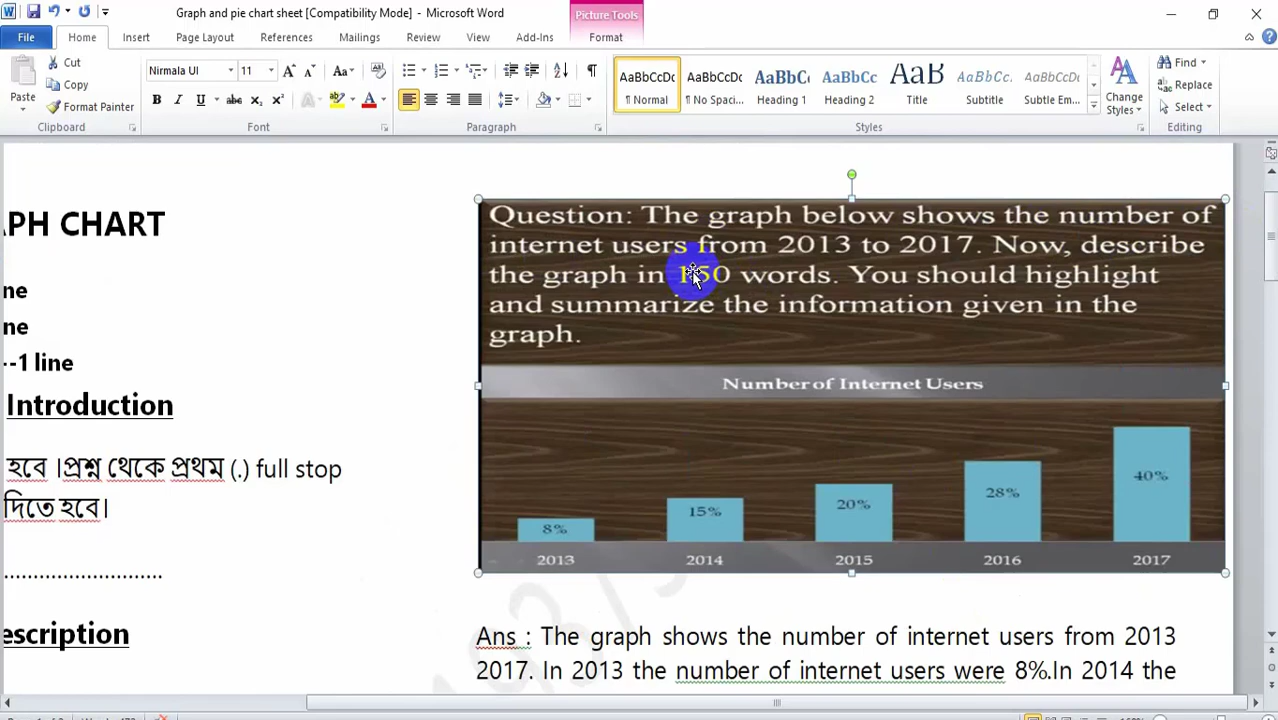 Graph and pie chart sheet [Compatibility Mode] - Microsoft Word
Picture Tools
File Home Insert Page Layout References Mailings Review View Add-Ins Format
Cut
Copy
Format Painter
Paste
Clipboard
Nirmala UI 11
Font
Paragraph
AaBbCcDc AaBbCcDc AaBbC AaBbCc AaB AaBbCc. AaBbCcDc
¶ Normal ¶ No Spaci... Heading 1 Heading 2 Title Subtitle Subtle Em...
Styles
Change Styles
Find
Replace
Select
Editing
APH CHART
ne
ne
--1 line
Introduction
হবে ।প্রশ্ন থেকে প্রথম (.) full stop
দিতে হবে।
...........................
escription
Question: The graph below shows the number of
internet users from 2013 to 2017. Now, describe
the graph in 150 words. You should highlight
and summarize the information given in the
graph.
Number of Internet Users
8% 15% 20% 28% 40%
2013 2014 2015 2016 2017
Ans : The graph shows the number of internet users from 2013
2017. In 2013 the number of internet users were 8%.In 2014 the